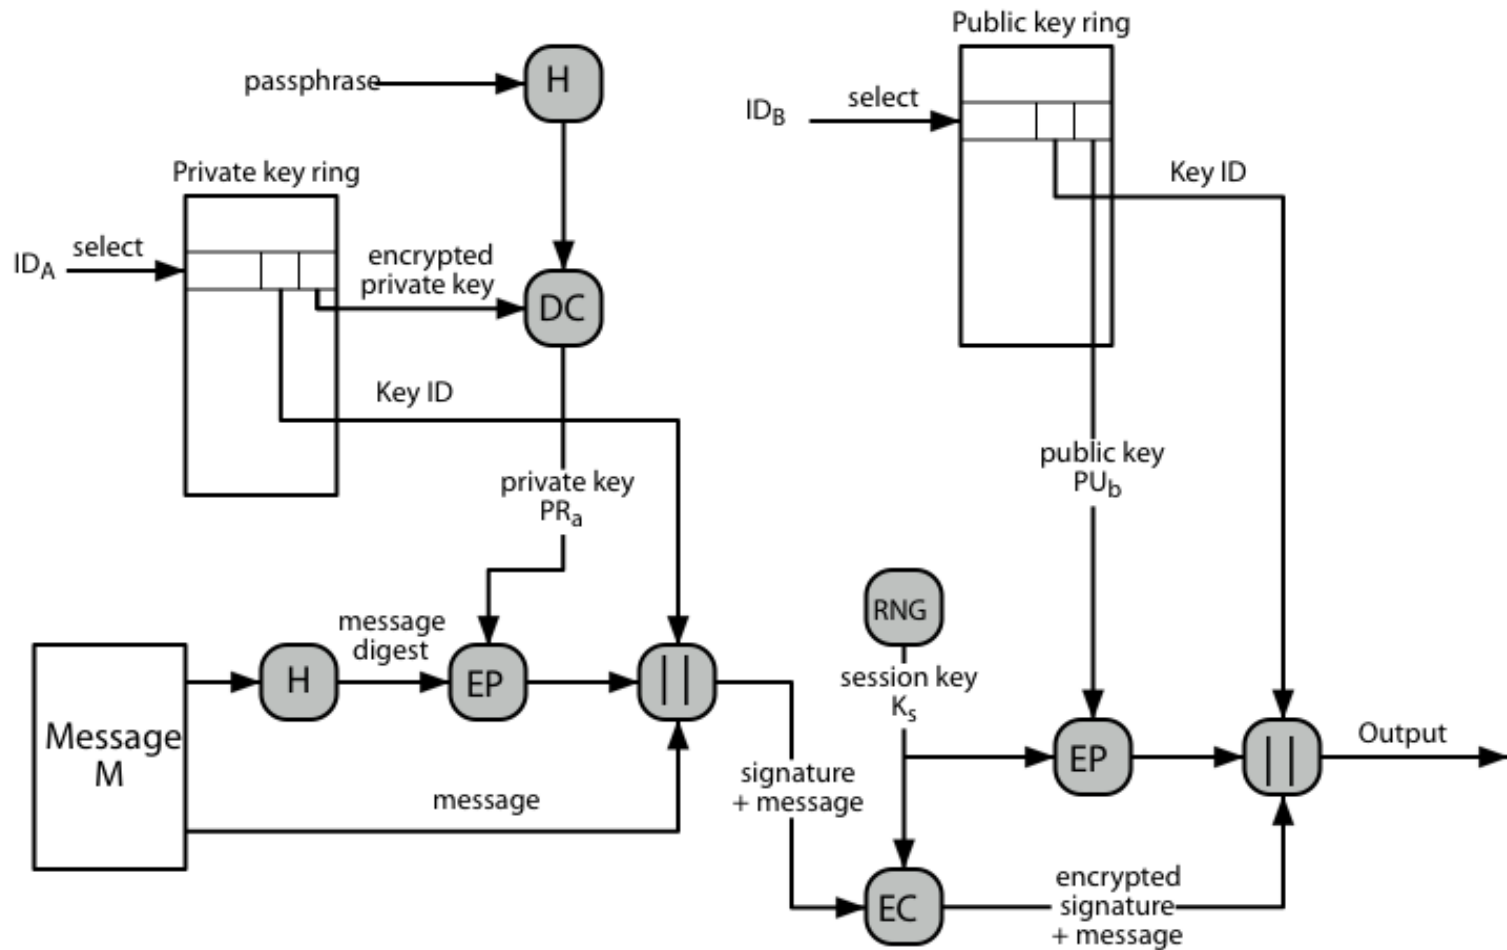 Public key ring
passphrase
H
ID_B
select
Key ID
Private key ring
ID_A
select
encrypted
private key
DC
Key ID
private key
PR_a
public key
PU_b
RNG
session key
K_s
Message
M
H
message
digest
EP
||
message
signature
+ message
EP
||
Output
EC
encrypted
signature
+ message